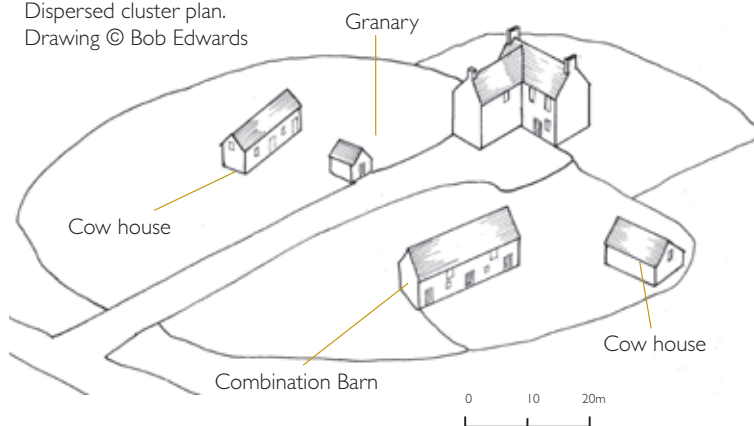 Dispersed cluster plan.
Drawing © Bob Edwards
Granary
Cow house
Cow house
Combination Barn
0 10 20m